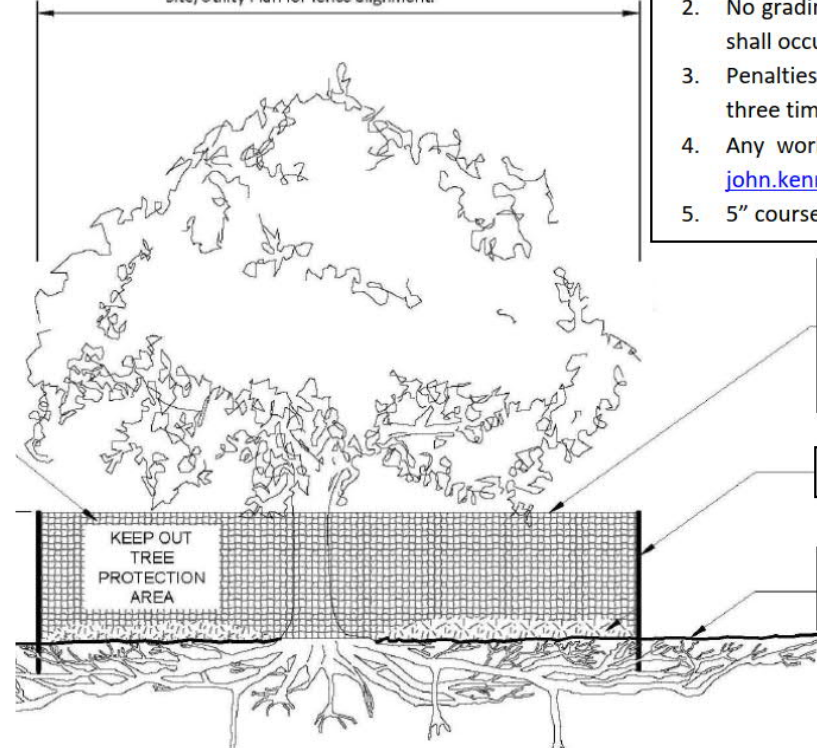 Site/Utility Plan for fence alignment.
2. No gradin
shall occu
3. Penalties
three tim
4. Any wor
john.ken
5. 5” course
KEEP OUT
TREE
PROTECTION
AREA